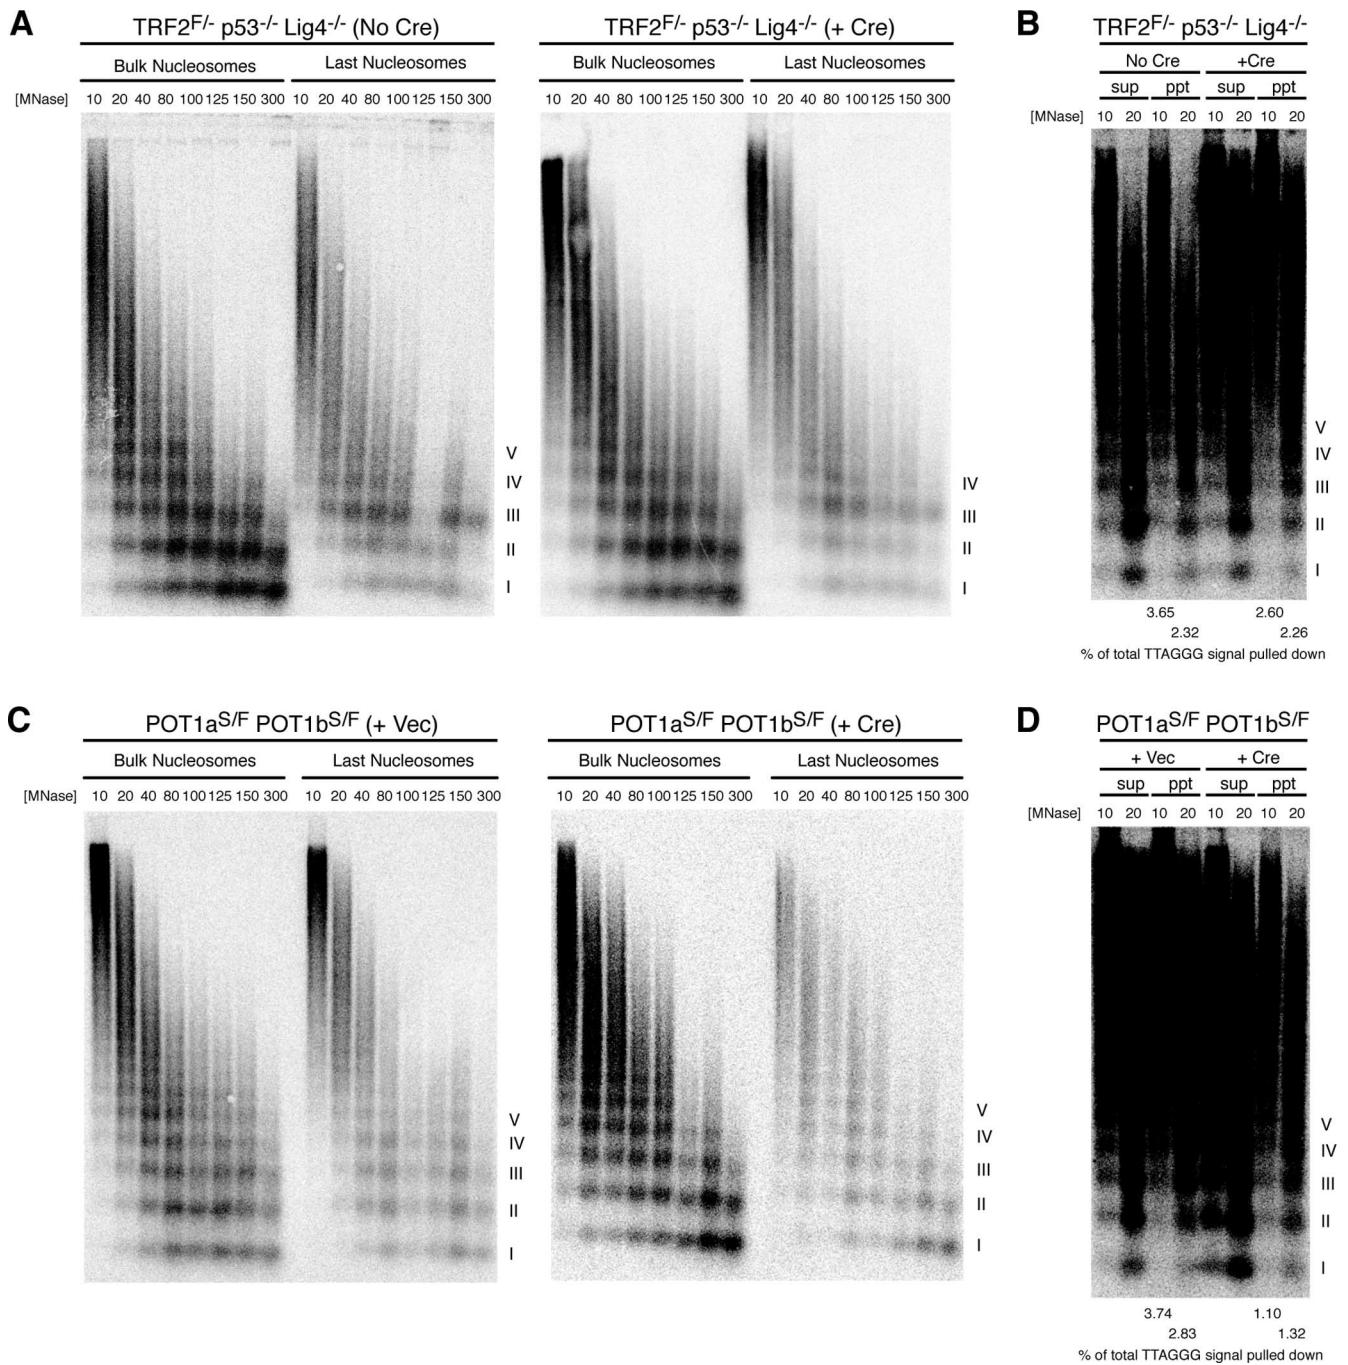 A
TRF2F/- p53-/- Lig4-/- (No Cre)
Bulk Nucleosomes
Last Nucleosomes
[MNase] 10 20 40 80 100 125 150 300 10 20 40 80 100 125 150 300
V
IV
III
II
I
TRF2F/- p53-/- Lig4-/- (+ Cre)
Bulk Nucleosomes
Last Nucleosomes
10 20 40 80 100 125 150 300 10 20 40 80 100 125 150 300
IV
III
II
I
B
TRF2F/- p53-/- Lig4-/-
No Cre +Cre
sup ppt sup ppt
[MNase] 10 20 10 20 10 20 10 20
V
IV
III
II
I
3.65 2.60
2.32 2.26
% of total TTAGGG signal pulled down
C
POT1aS/F POT1bS/F (+ Vec)
Bulk Nucleosomes
Last Nucleosomes
[MNase] 10 20 40 80 100 125 150 300 10 20 40 80 100 125 150 300
V
IV
III
II
I
POT1aS/F POT1bS/F (+ Cre)
Bulk Nucleosomes
Last Nucleosomes
10 20 40 80 100 125 150 300 10 20 40 80 100 125 150 300
V
IV
III
II
I
D
POT1aS/F POT1bS/F
+ Vec + Cre
sup ppt sup ppt
[MNase] 10 20 10 20 10 20 10 20
V
IV
III
II
I
3.74 1.10
2.83 1.32
% of total TTAGGG signal pulled down